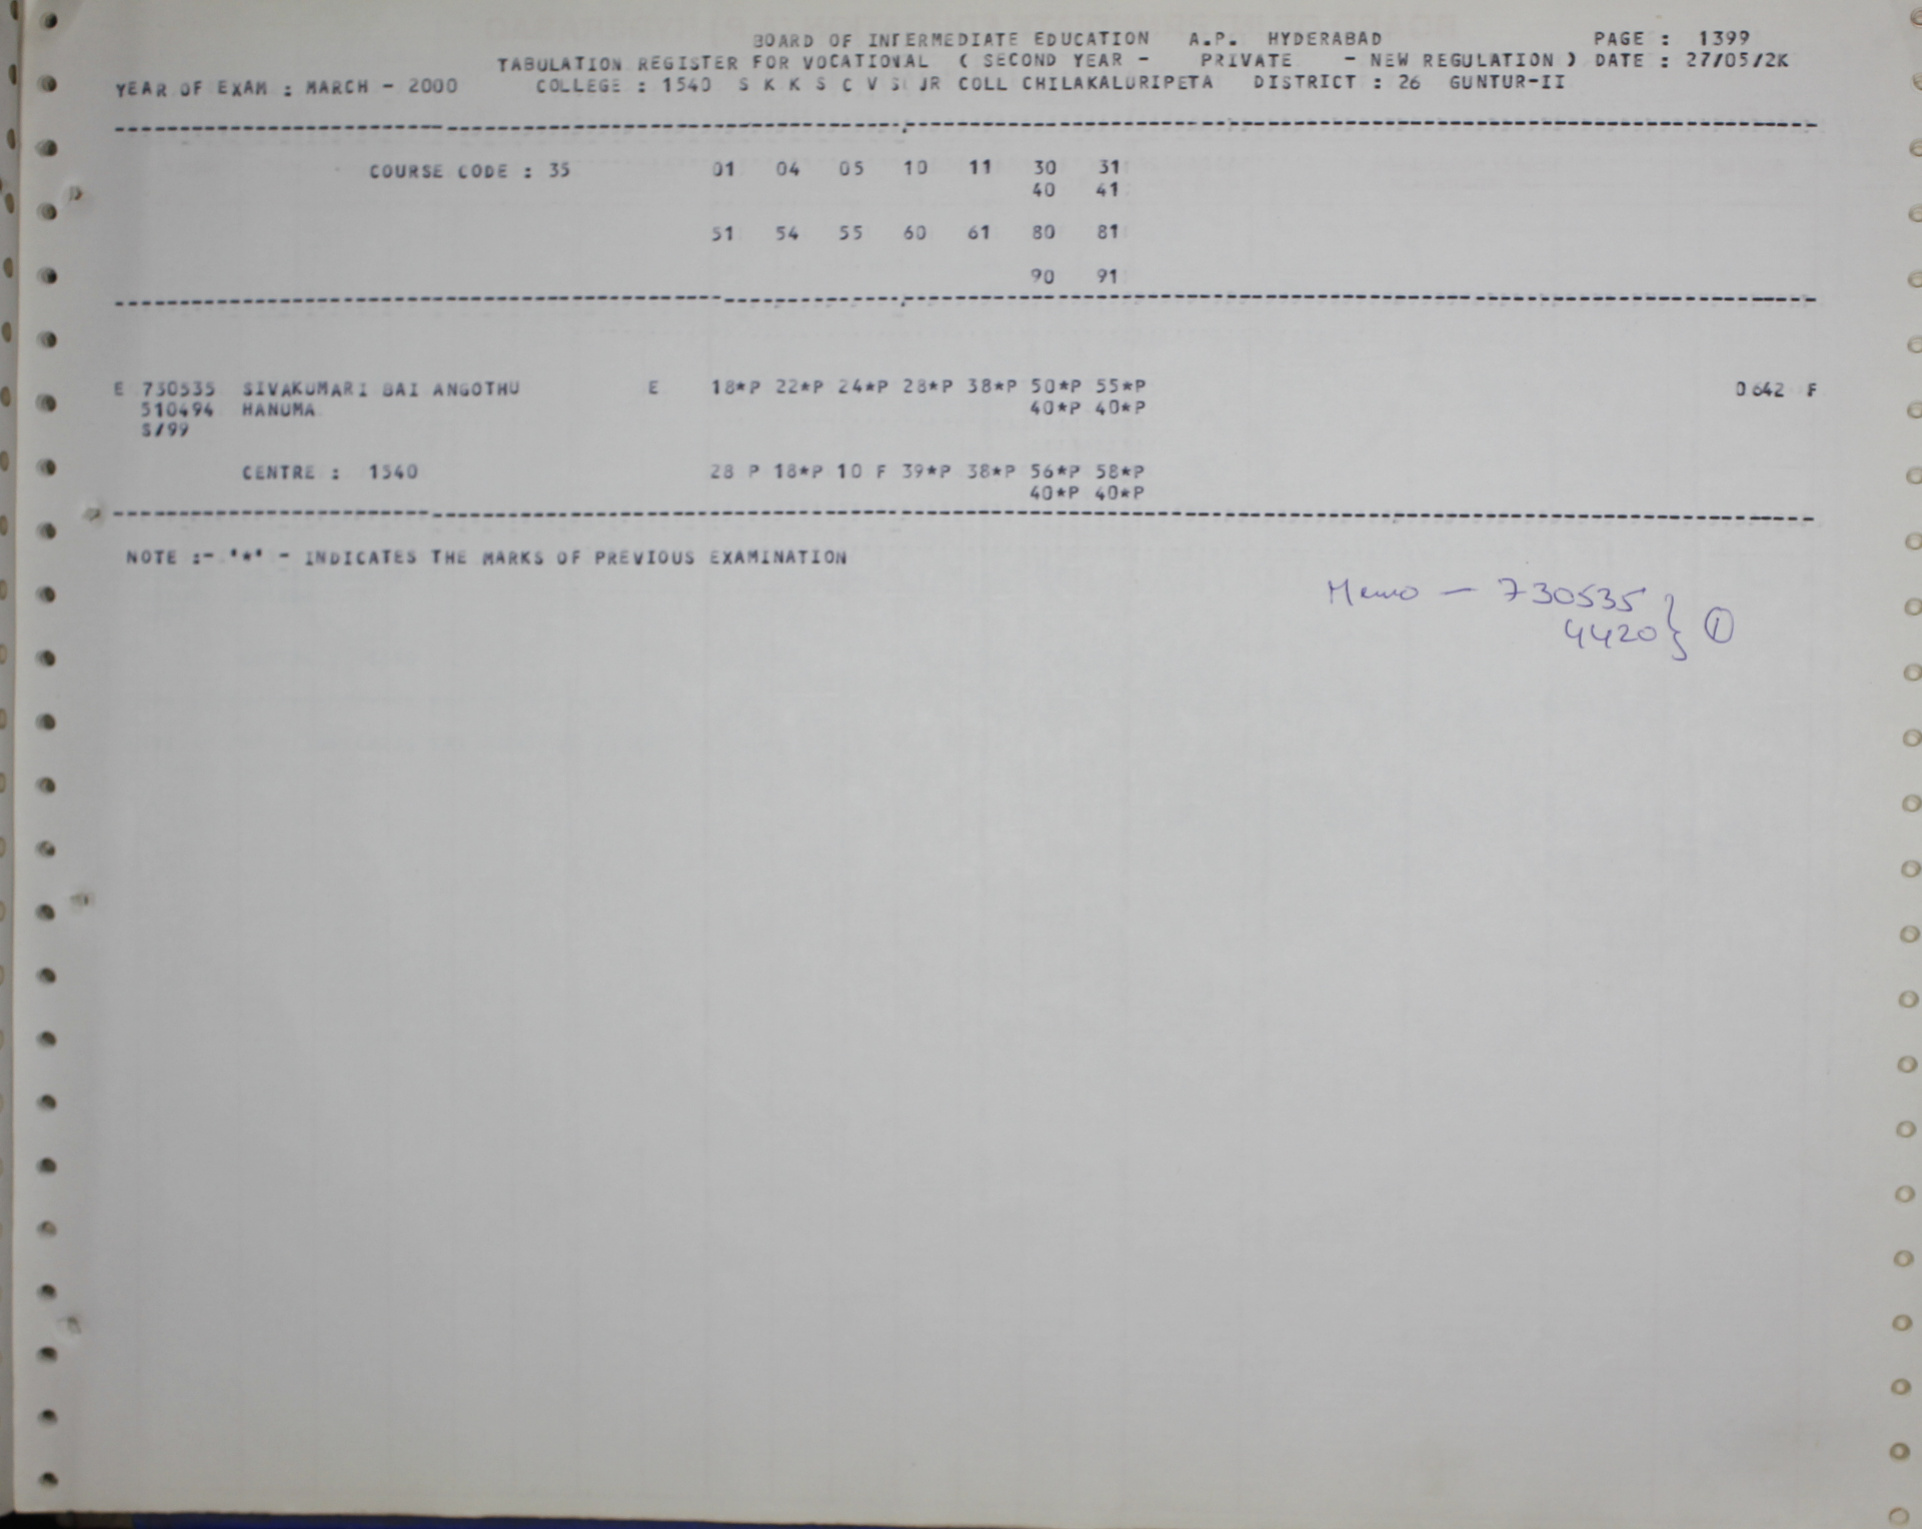 BOARD OF INTERMEDIATE EDUCATION A.P. HYDERABAD PAGE : 1399
TABULATION REGISTER FOR VOCATIONAL ( SECOND YEAR - PRIVATE - NEW REGULATION ) DATE : 27/05/2K
YEAR OF EXAM : MARCH - 2000 COLLEGE : 1540 S K K S C V S JR COLL CHILAKALURIPETA DISTRICT : 26 GUNTUR-II
COURSE CODE : 35 01 04 05 10 11 30 31
40 41
51 54 55 60 61 80 81
90 91
E 730535 SIVAKUMARI BAI ANGOTHU E 18*P 22*P 24*P 28*P 38*P 50*P 55*P 0642 F
510494 HANUMA 40*P 40*P
S/99
CENTRE : 1540 28 P 18*P 10 F 39*P 38*P 56*P 58*P
40*P 40*P
NOTE :- '*' - INDICATES THE MARKS OF PREVIOUS EXAMINATION
Memo — 730535
4420} ①